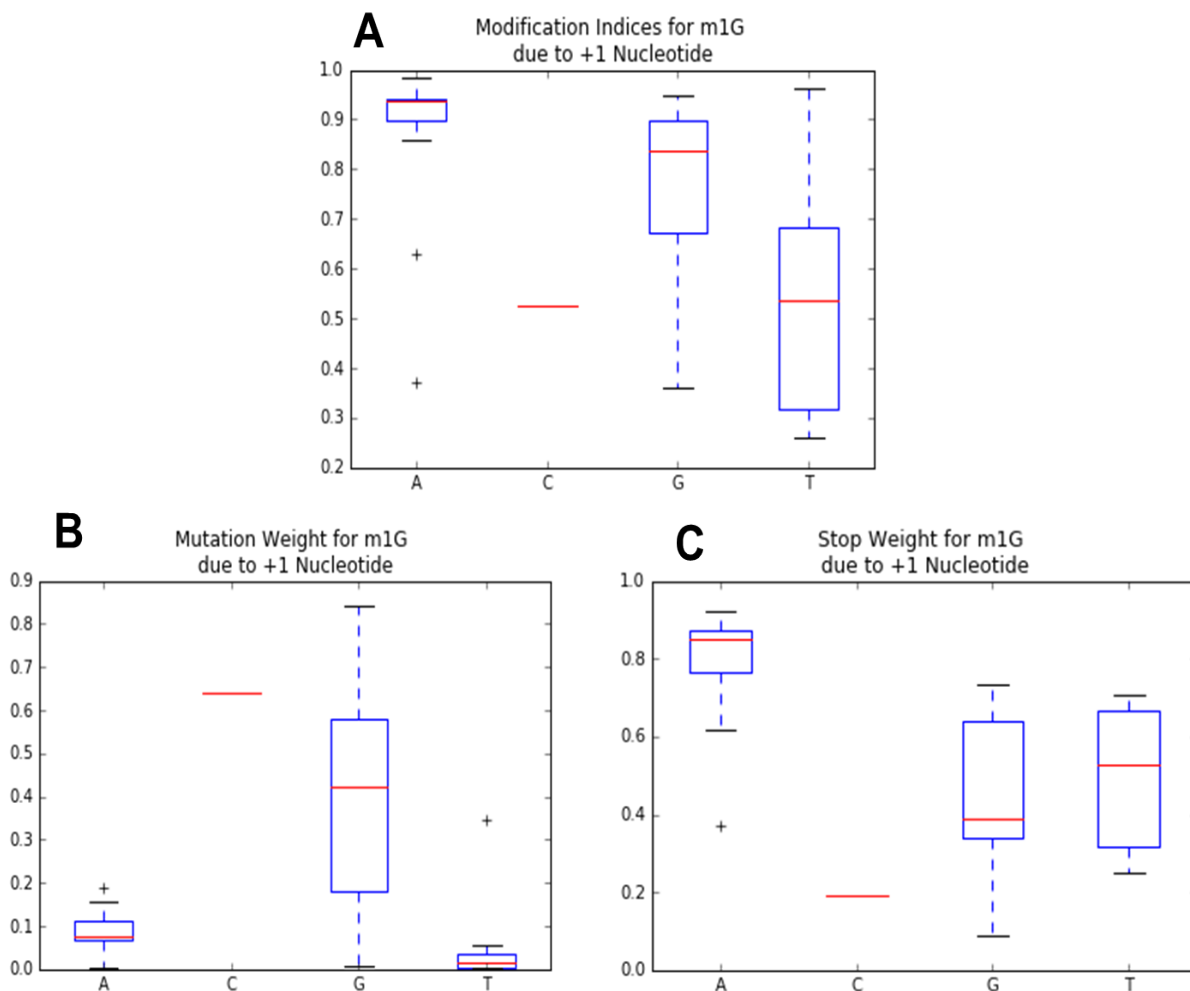 A
Modification Indices for m1G
due to +1 Nucleotide
1.0
0.9
0.8
0.7
0.6
0.5
0.4
0.3
0.2
A C G T
B
Mutation Weight for m1G
due to +1 Nucleotide
0.9
0.8
0.7
0.6
0.5
0.4
0.3
0.2
0.1
0.0
A C G T
C
Stop Weight for m1G
due to +1 Nucleotide
1.0
0.8
0.6
0.4
0.2
0.0
A C G T